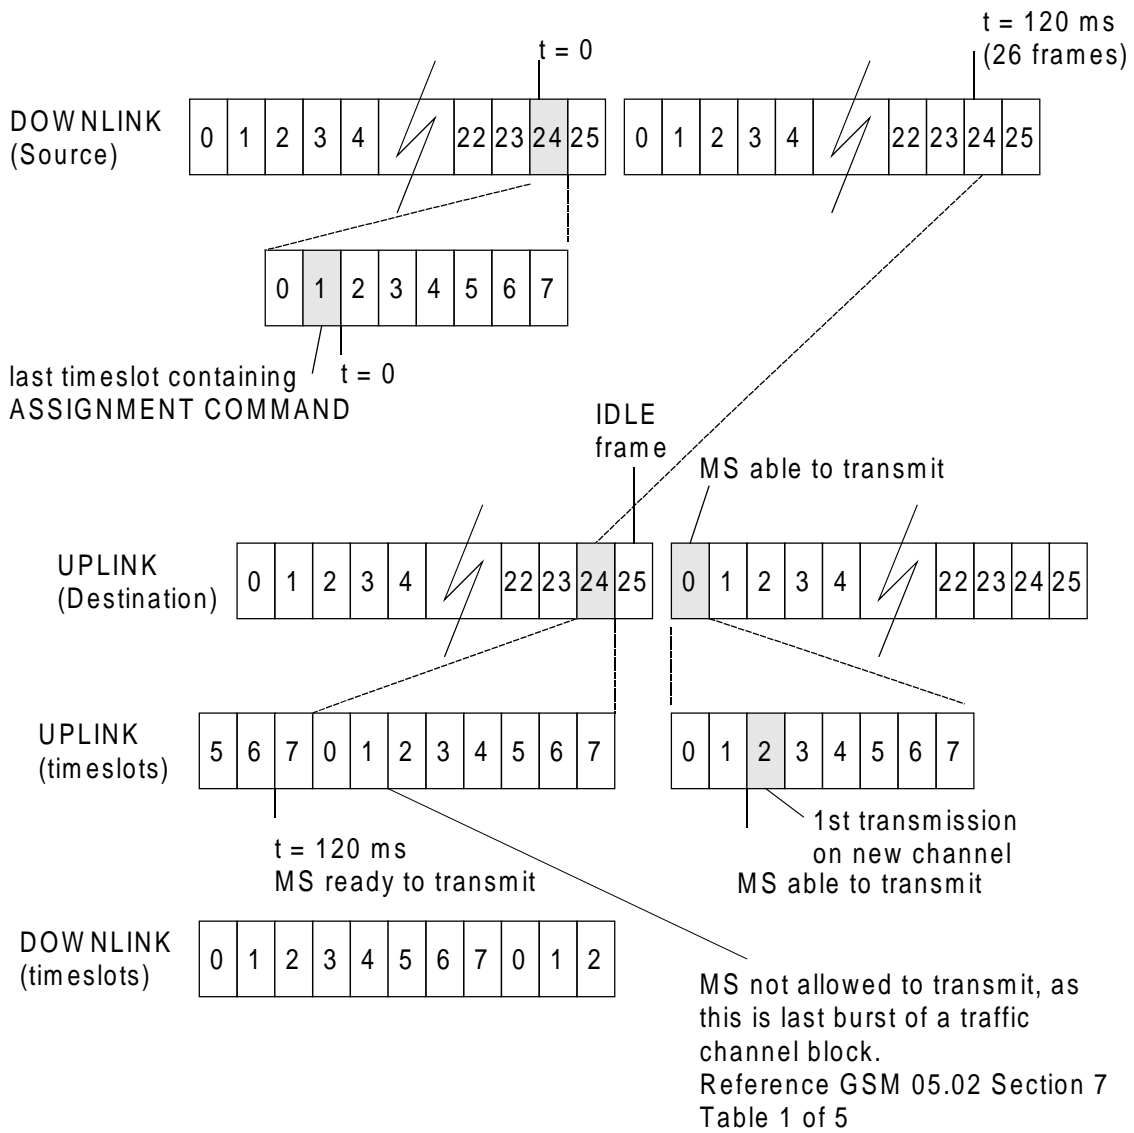 t = 120 ms
(26 frames)
t = 0
DOWNLINK
(Source)
0 1 2 3 4 22 23 24 25
0 1 2 3 4 22 23 24 25
0 1 2 3 4 5 6 7
last timeslot containing
ASSIGNMENT COMMAND
t = 0
IDLE
frame
MS able to transmit
UPLINK
(Destination)
0 1 2 3 4 22 23 24 25
0 1 2 3 4 22 23 24 25
UPLINK
(timeslots)
5 6 7 0 1 2 3 4 5 6 7
0 1 2 3 4 5 6 7
t = 120 ms
MS ready to transmit
1st transmission
on new channel
MS able to transmit
DOWNLINK
(timeslots)
0 1 2 3 4 5 6 7 0 1 2
MS not allowed to transmit, as
this is last burst of a traffic
channel block.
Reference GSM 05.02 Section 7
Table 1 of 5